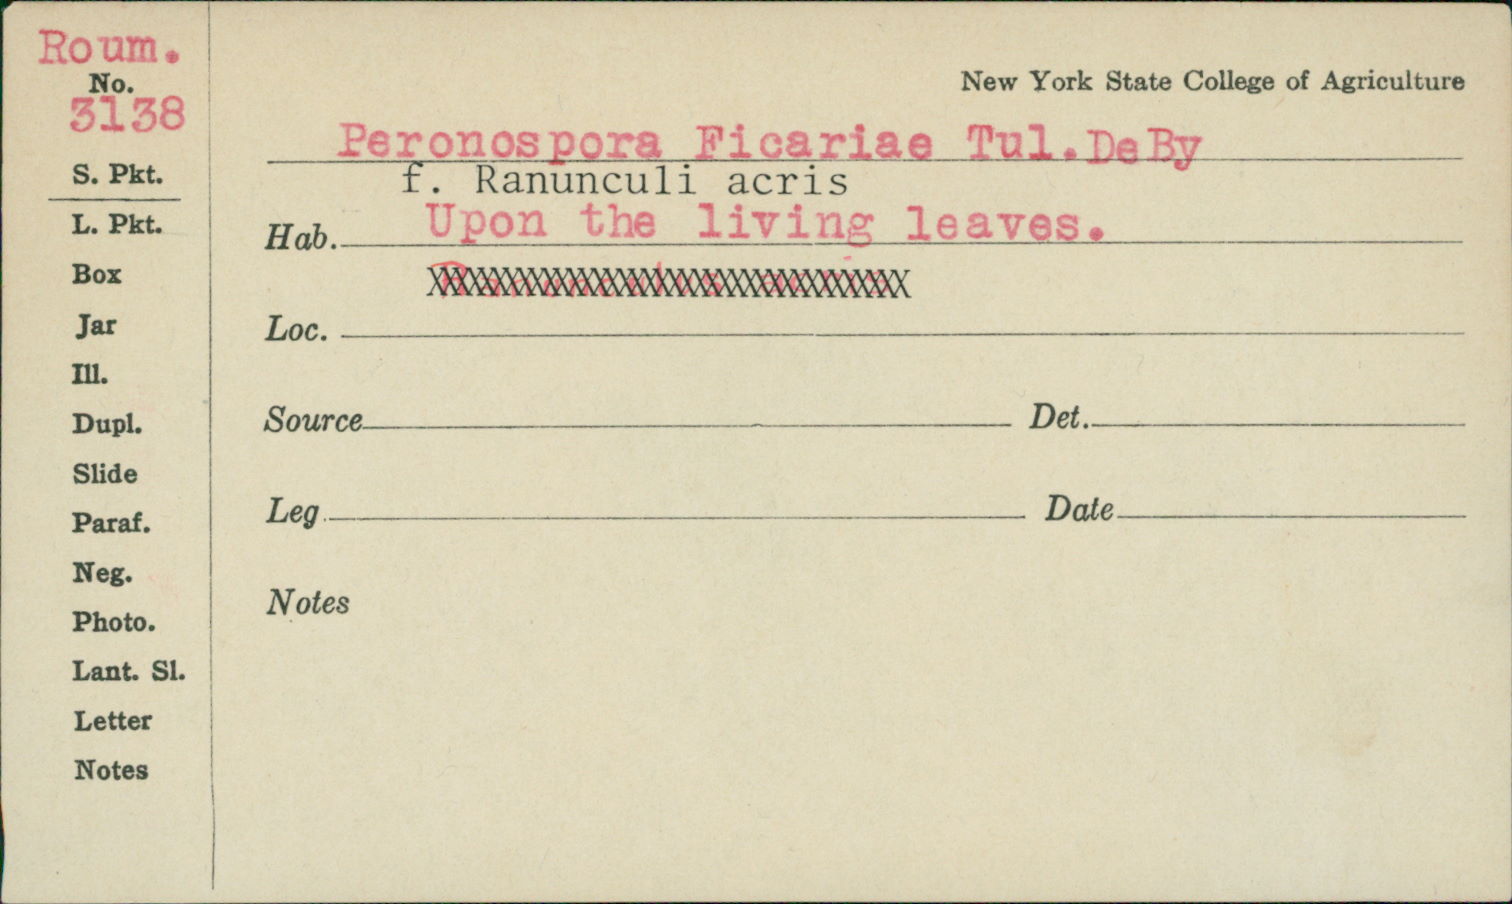 Roum.
No.
3138
S. Pkt.
L. Pkt.
Box
Jar
Ill.
Dupl.
Slide
Paraf.
Neg.
Photo.
Lant. Sl.
Letter
Notes
New York State College of Agriculture
Peronospora Ficariae Tul.DeBy
f. Ranunculi acris
Hab. Upon the living leaves.
Loc.
Source Det.
Leg. Date
Notes